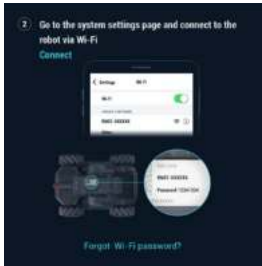 2 Go to the system settings page and connect to the
robot via Wi-Fi
Connect
Settings Wi-Fi
Wi-Fi
Forgot Wi-Fi password?